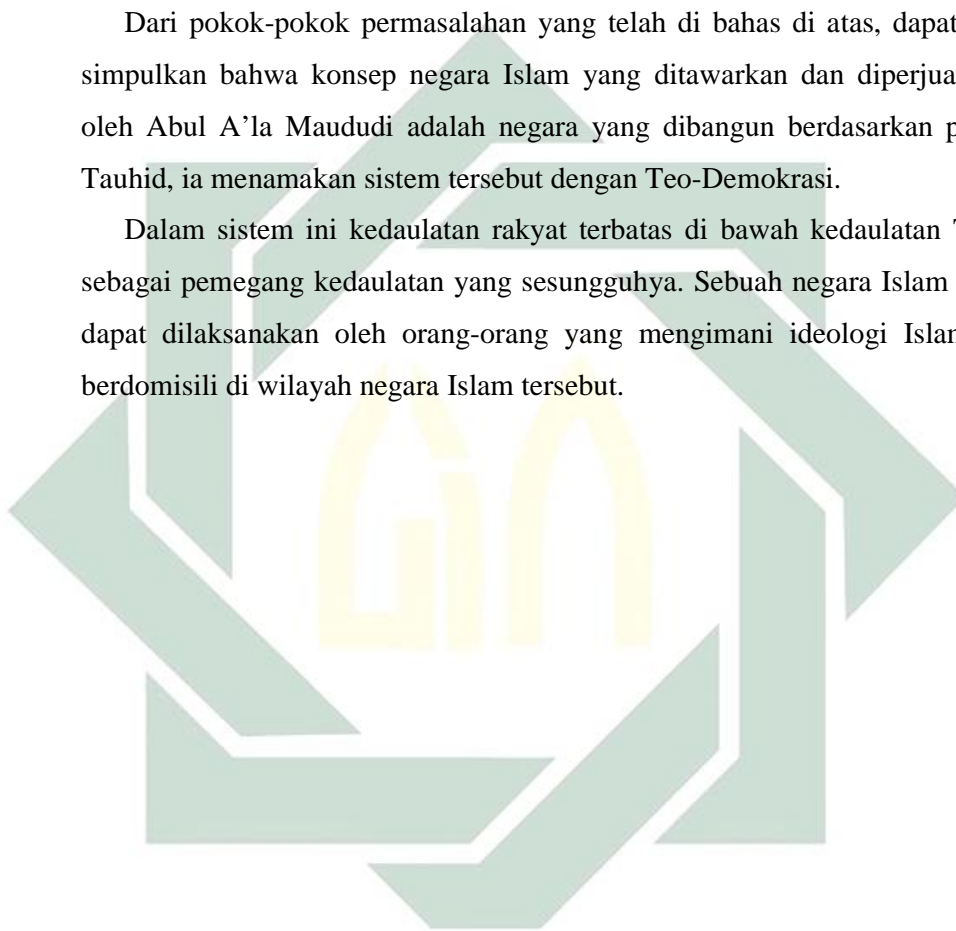 Dari pokok-pokok permasalahan yang telah di bahas di atas, dapat
simpulkan bahwa konsep negara Islam yang ditawarkan dan
oleh Abul A’la Maududi adalah negara yang dibangun berdasarkan
Tauhid, ia menamakan sistem tersebut dengan Teo-Demokrasi.
Dalam sistem ini kedaulatan rakyat terbatas di bawah kedaulatan
sebagai pemegang kedaulatan yang sesungguhya. Sebuah negara Islam
dapat dilaksanakan oleh orang-orang yang mengimani ideologi
berdomisili di wilayah negara Islam tersebut.